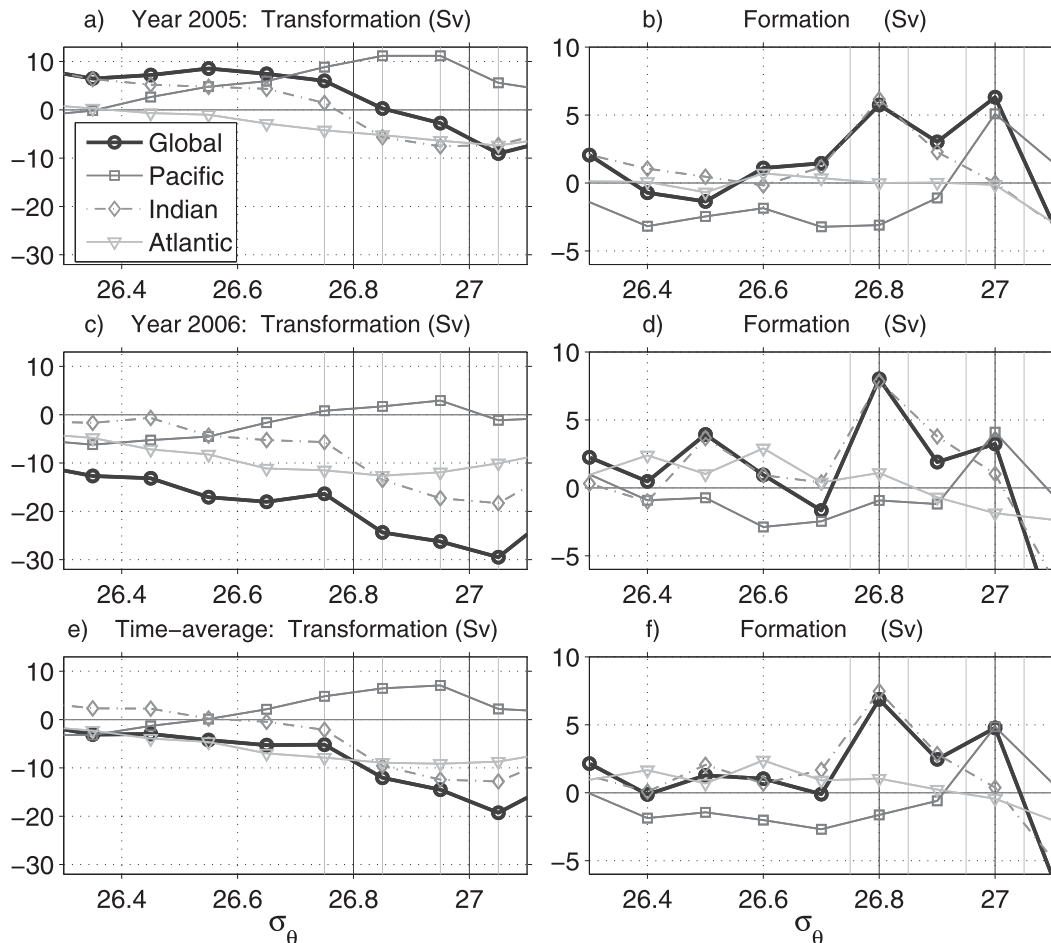 a) Year 2005: Transformation (Sv)
b) Formation (Sv)
10
0
−10
−20
−30
Global
Pacific
Indian
Atlantic
26.4 26.6 26.8 27
10
5
0
−5
26.4 26.6 26.8 27
c) Year 2006: Transformation (Sv)
d) Formation (Sv)
10
0
−10
−20
−30
26.4 26.6 26.8 27
10
5
0
−5
26.4 26.6 26.8 27
e) Time−average: Transformation (Sv)
f) Formation (Sv)
10
0
−10
−20
−30
26.4 26.6 26.8 27
σθ
10
5
0
−5
26.4 26.6 26.8 27
σθ